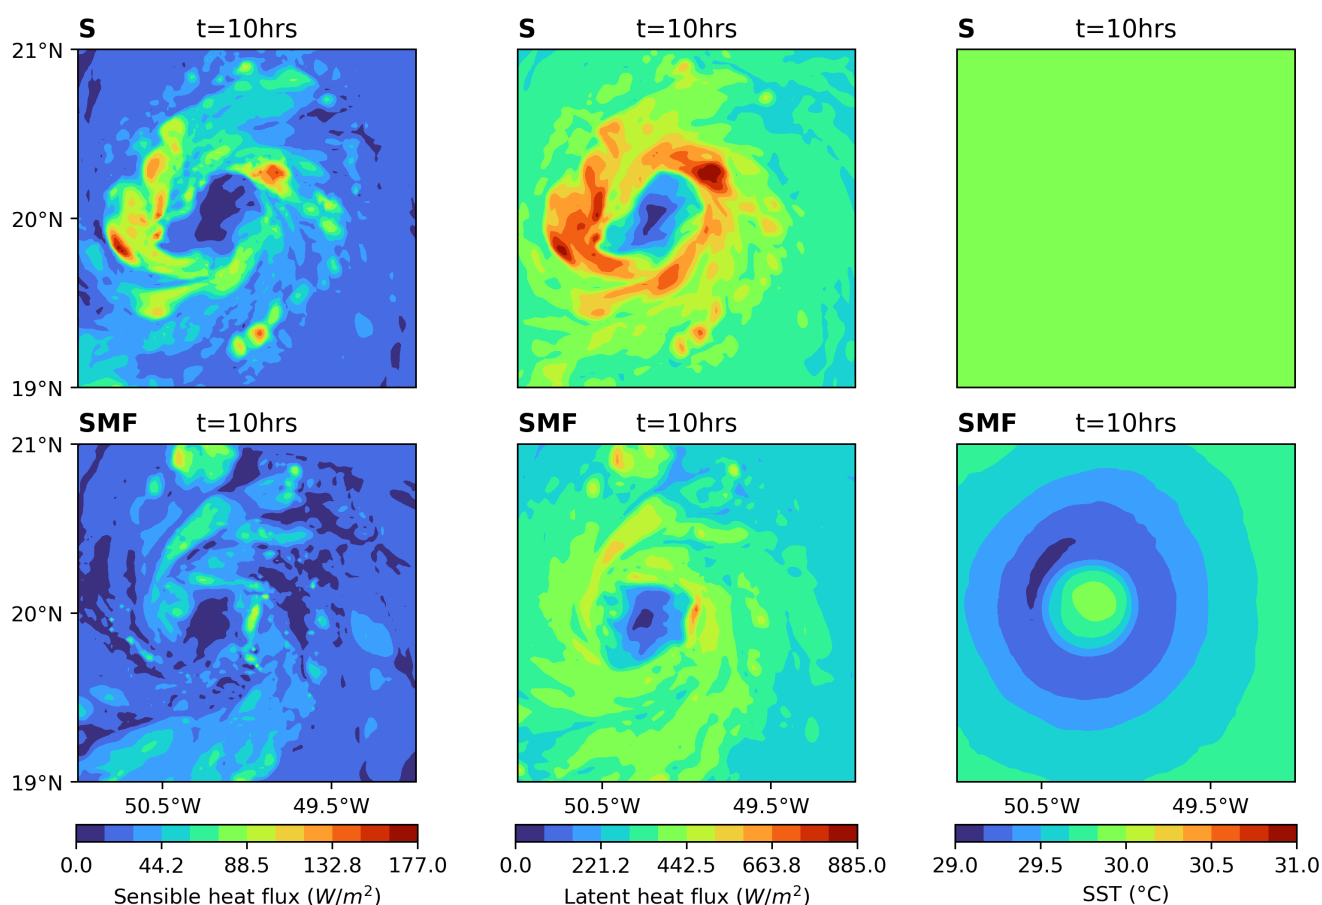 S t=10hrs S t=10hrs S t=10hrs
21°N
20°N
19°N
SMF t=10hrs SMF t=10hrs SMF t=10hrs
21°N
20°N
19°N
50.5°W 49.5°W 50.5°W 49.5°W 50.5°W 49.5°W
0.0 44.2 88.5 132.8 177.0 0.0 221.2 442.5 663.8 885.0 29.0 29.5 30.0 30.5 31.0
Sensible heat flux (W/m²) Latent heat flux (W/m²) SST (°C)